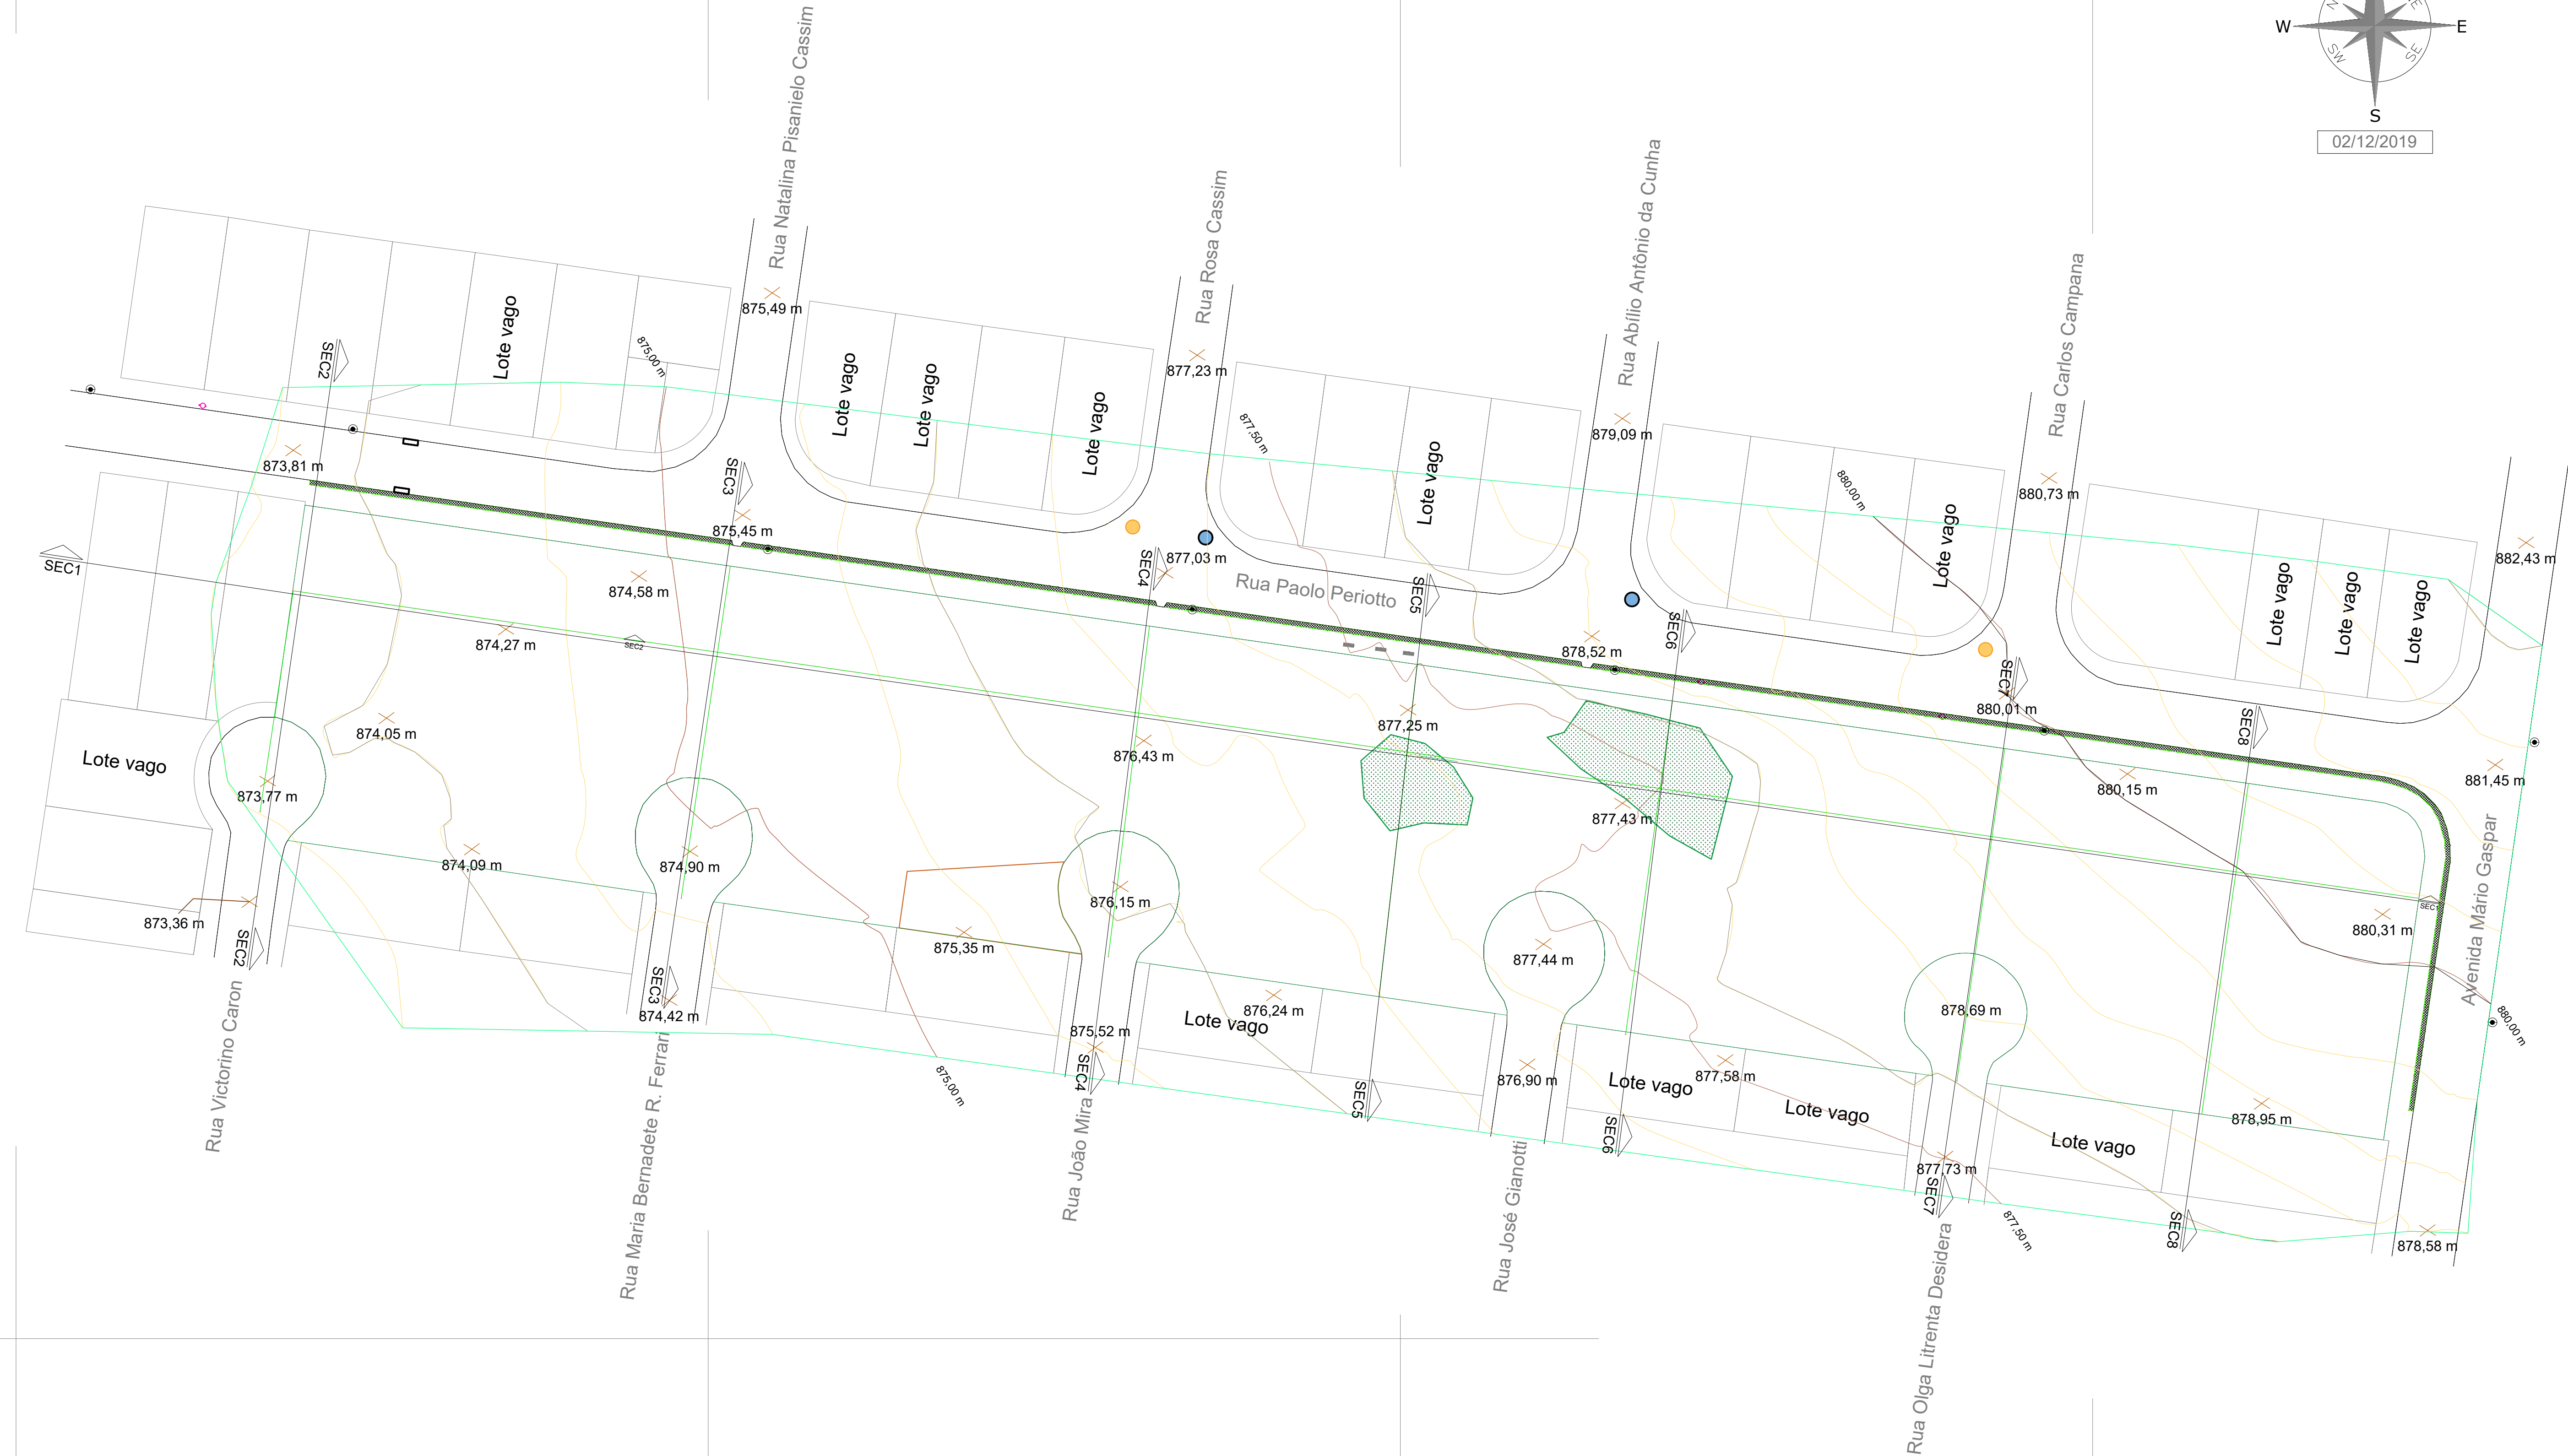 W
E
NE
SW
SE
S
02/12/2019
Rua Natalina Pisanielo Cassim
Rua Rosa Cassim
Rua Abílio Antônio da Cunha
Rua Carlos Campana
875,49 m
877,23 m
879,09 m
880,73 m
882,43 m
Lote vago
Lote vago
Lote vago
Lote vago
Lote vago
Lote vago
Lote vago
Lote vago
Lote vago
875,00 m
877,50 m
880,00 m
SEC2
SEC3
SEC4
SEC5
SEC6
SEC7
SEC8
873,81 m
875,45 m
877,03 m
Rua Paolo Periotto
878,52 m
880,01 m
880,15 m
881,45 m
SEC1
874,58 m
874,27 m
SEC2
874,05 m
876,43 m
877,25 m
877,43 m
Lote vago
873,77 m
874,09 m
874,90 m
876,15 m
877,44 m
878,69 m
SEC1
880,31 m
Avenida Mário Gaspar
873,36 m
875,35 m
876,24 m
Lote vago
874,42 m
875,52 m
876,90 m
877,58 m
Lote vago
Lote vago
Lote vago
878,95 m
877,73 m
878,58 m
875,00 m
877,50 m
880,00 m
SEC2
SEC3
SEC4
SEC5
SEC6
SEC7
SEC8
Rua Victorino Caron
Rua Maria Bernadete R. Ferrari
Rua João Mira
Rua José Gianotti
Rua Olga Litrenta Desidera